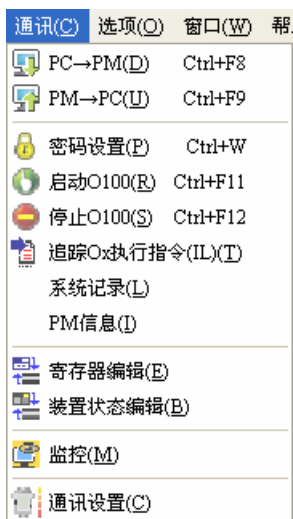 通讯(C) 选项(O) 窗口(W) 帮
PC→PM(D) Ctrl+F8
PM→PC(U) Ctrl+F9
密码设置(P) Ctrl+W
启动O100(R) Ctrl+F11
停止O100(S) Ctrl+F12
追踪Ox执行指令(IL)(T)
系统记录(L)
PM信息(I)
寄存器编辑(E)
装置状态编辑(B)
监控(M)
通讯设置(C)